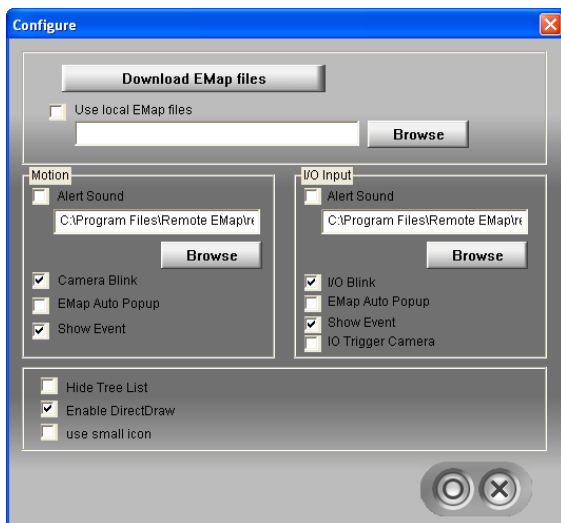 Configure
Download EMap files
Use local EMap files
Browse
Motion
Alert Sound
C:\Program Files\Remote EMap\re
Browse
Camera Blink
EMap Auto Popup
Show Event
I/O Input
Alert Sound
C:\Program Files\Remote EMap\re
Browse
I/O Blink
EMap Auto Popup
Show Event
IO Trigger Camera
Hide Tree List
Enable DirectDraw
use small icon